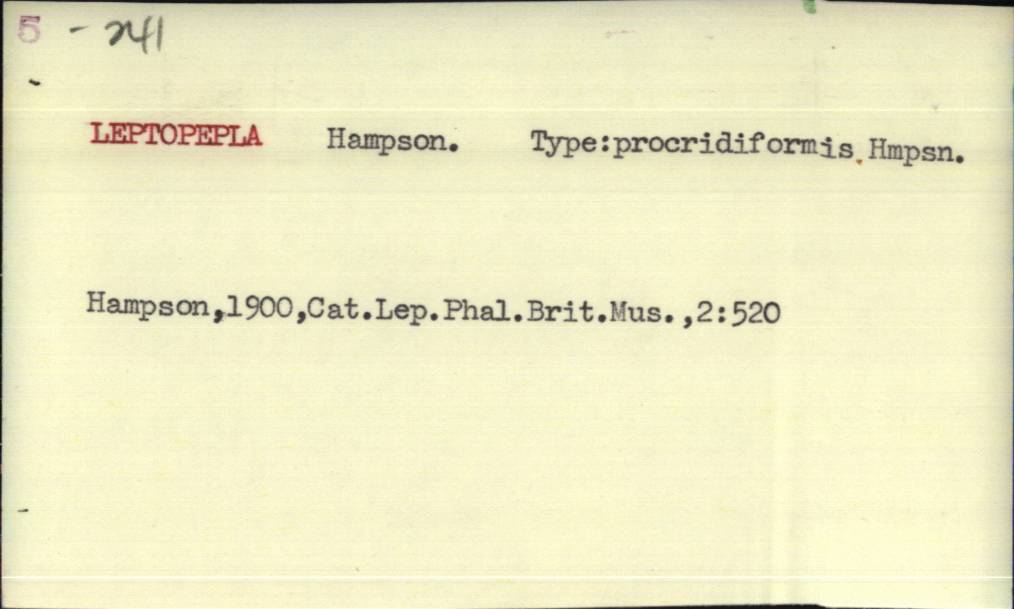 5 - 241
LEPTOPEPLA Hampson. Type:procridiformis Hmpsn.
Hampson,1900,Cat.Lep.Phal.Brit.Mus.,2:520